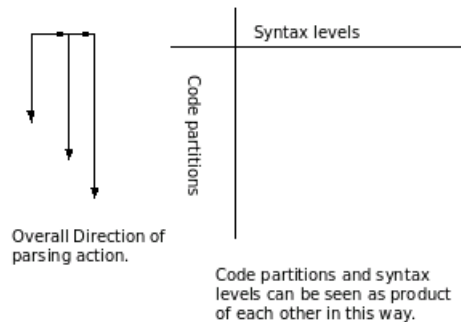 Syntax levels
Code partitions
Overall Direction of
parsing action.
Code partitions and syntax
levels can be seen as product
of each other in this way.